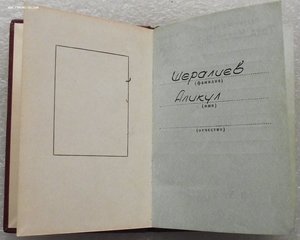 Шералиев
(фамилия)
Аликул
(имя)
(отчество)